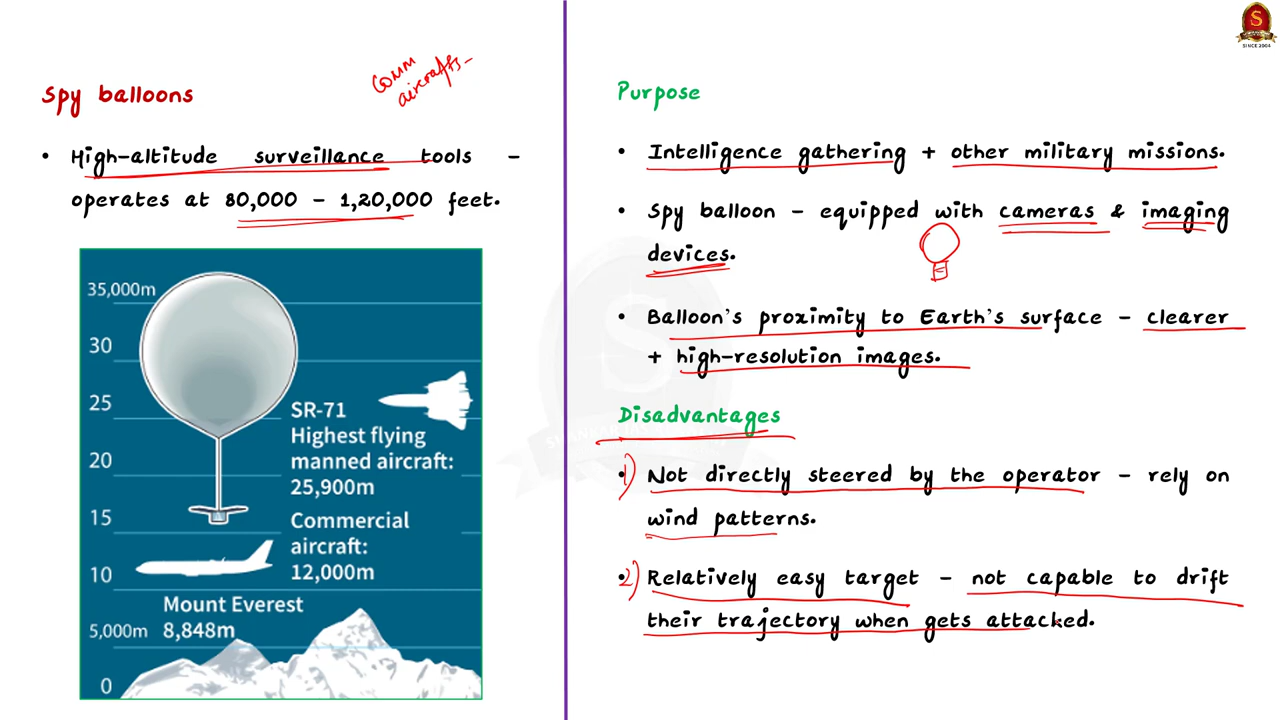 Spy balloons
comm
aircrafts-
• High-altitude surveillance tools –
operates at 80,000 – 1,20,000 feet.
35,000m
30
25
SR-71
Highest flying
manned aircraft:
25,900m
20
15
Commercial
aircraft:
12,000m
10
Mount Everest
8,848m
5,000m
0
S
SINCE 2004
Purpose
• Intelligence gathering + other military missions.
• Spy balloon – equipped with cameras & imaging
devices.
• Balloon's proximity to Earth's surface – clearer
+ high-resolution images.
Disadvantages
1) Not directly steered by the operator – rely on
wind patterns.
2) Relatively easy target – not capable to drift
their trajectory when gets attacked.